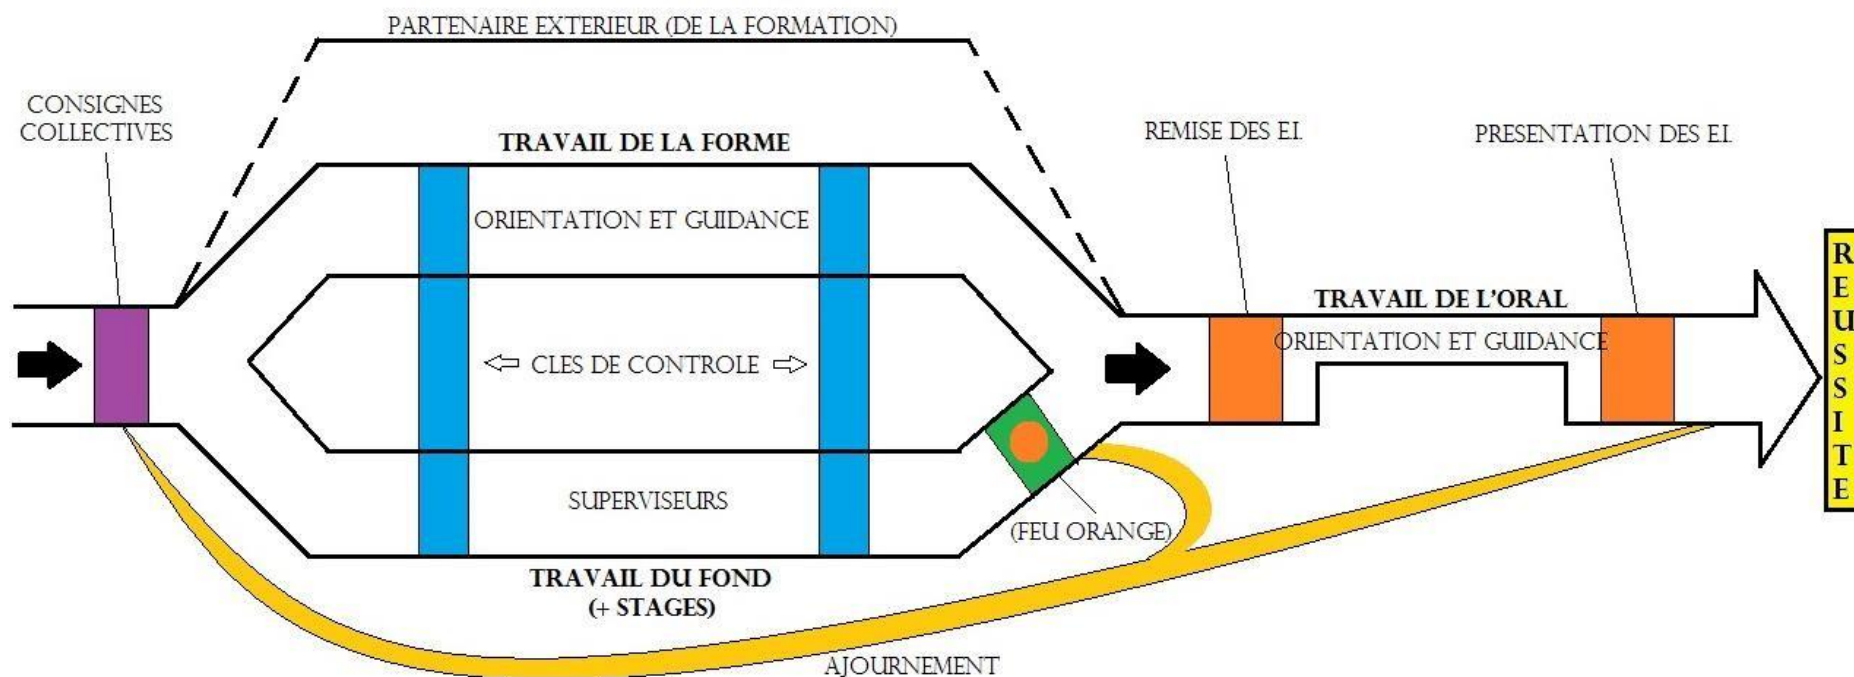 PARTENAIRE EXTERIEUR (DE LA FORMATION)
CONSIGNES
COLLECTIVES
TRAVAIL DE LA FORME
REMISE DES E.I.
PRESENTATION DES E.I.
ORIENTATION ET GUIDANCE
TRAVAIL DE L'ORAL
ORIENTATION ET GUIDANCE
CLES DE CONTROLE
SUPERVISEURS
(FEU ORANGE)
TRAVAIL DU FOND
(+ STAGES)
AJOURNEMENT
REUSSITE